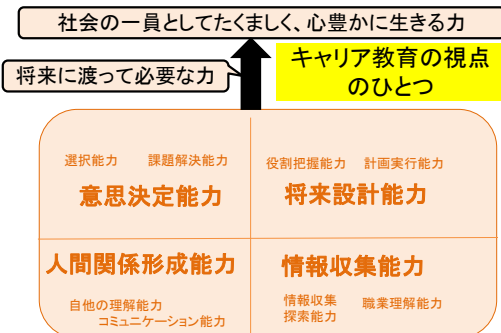 社会の一員としてたくましく、心豊かに生きる力
将来に渡って必要な力
キャリア教育の視点
のひとつ
選択能力 課題解決能力
意思決定能力
役割把握能力 計画実行能力
将来設計能力
人間関係形成能力
自他の理解能力
コミュニケーション能力
情報収集能力
情報収集
探索能力
職業理解能力